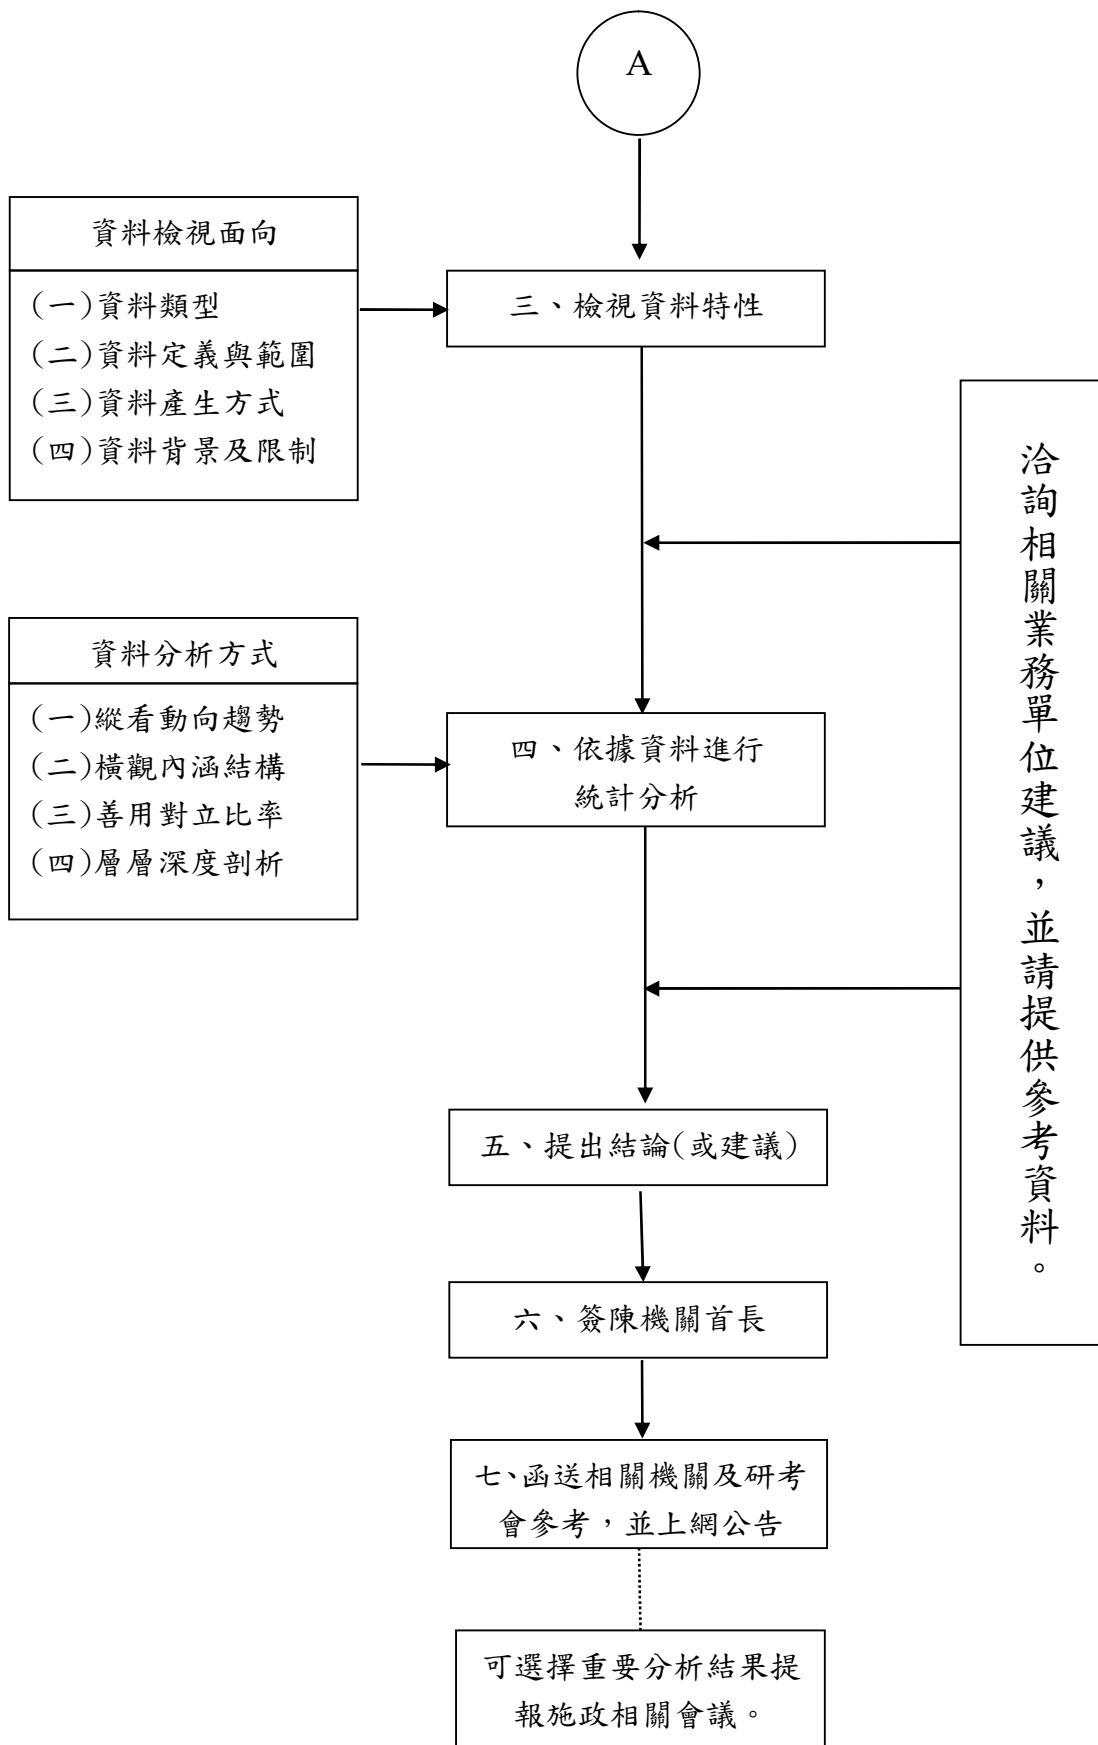 A
資料檢視面向
(一)資料類型
(二)資料定義與範圍
(三)資料產生方式
(四)資料背景及限制
三、檢視資料特性
洽詢相關業務單位建議，並請提供參考資料。
資料分析方式
(一)縱看動向趨勢
(二)橫觀內涵結構
(三)善用對立比率
(四)層層深度剖析
四、依據資料進行
統計分析
五、提出結論(或建議)
六、簽陳機關首長
七、函送相關機關及研考
會參考，並上網公告
可選擇重要分析結果提
報施政相關會議。